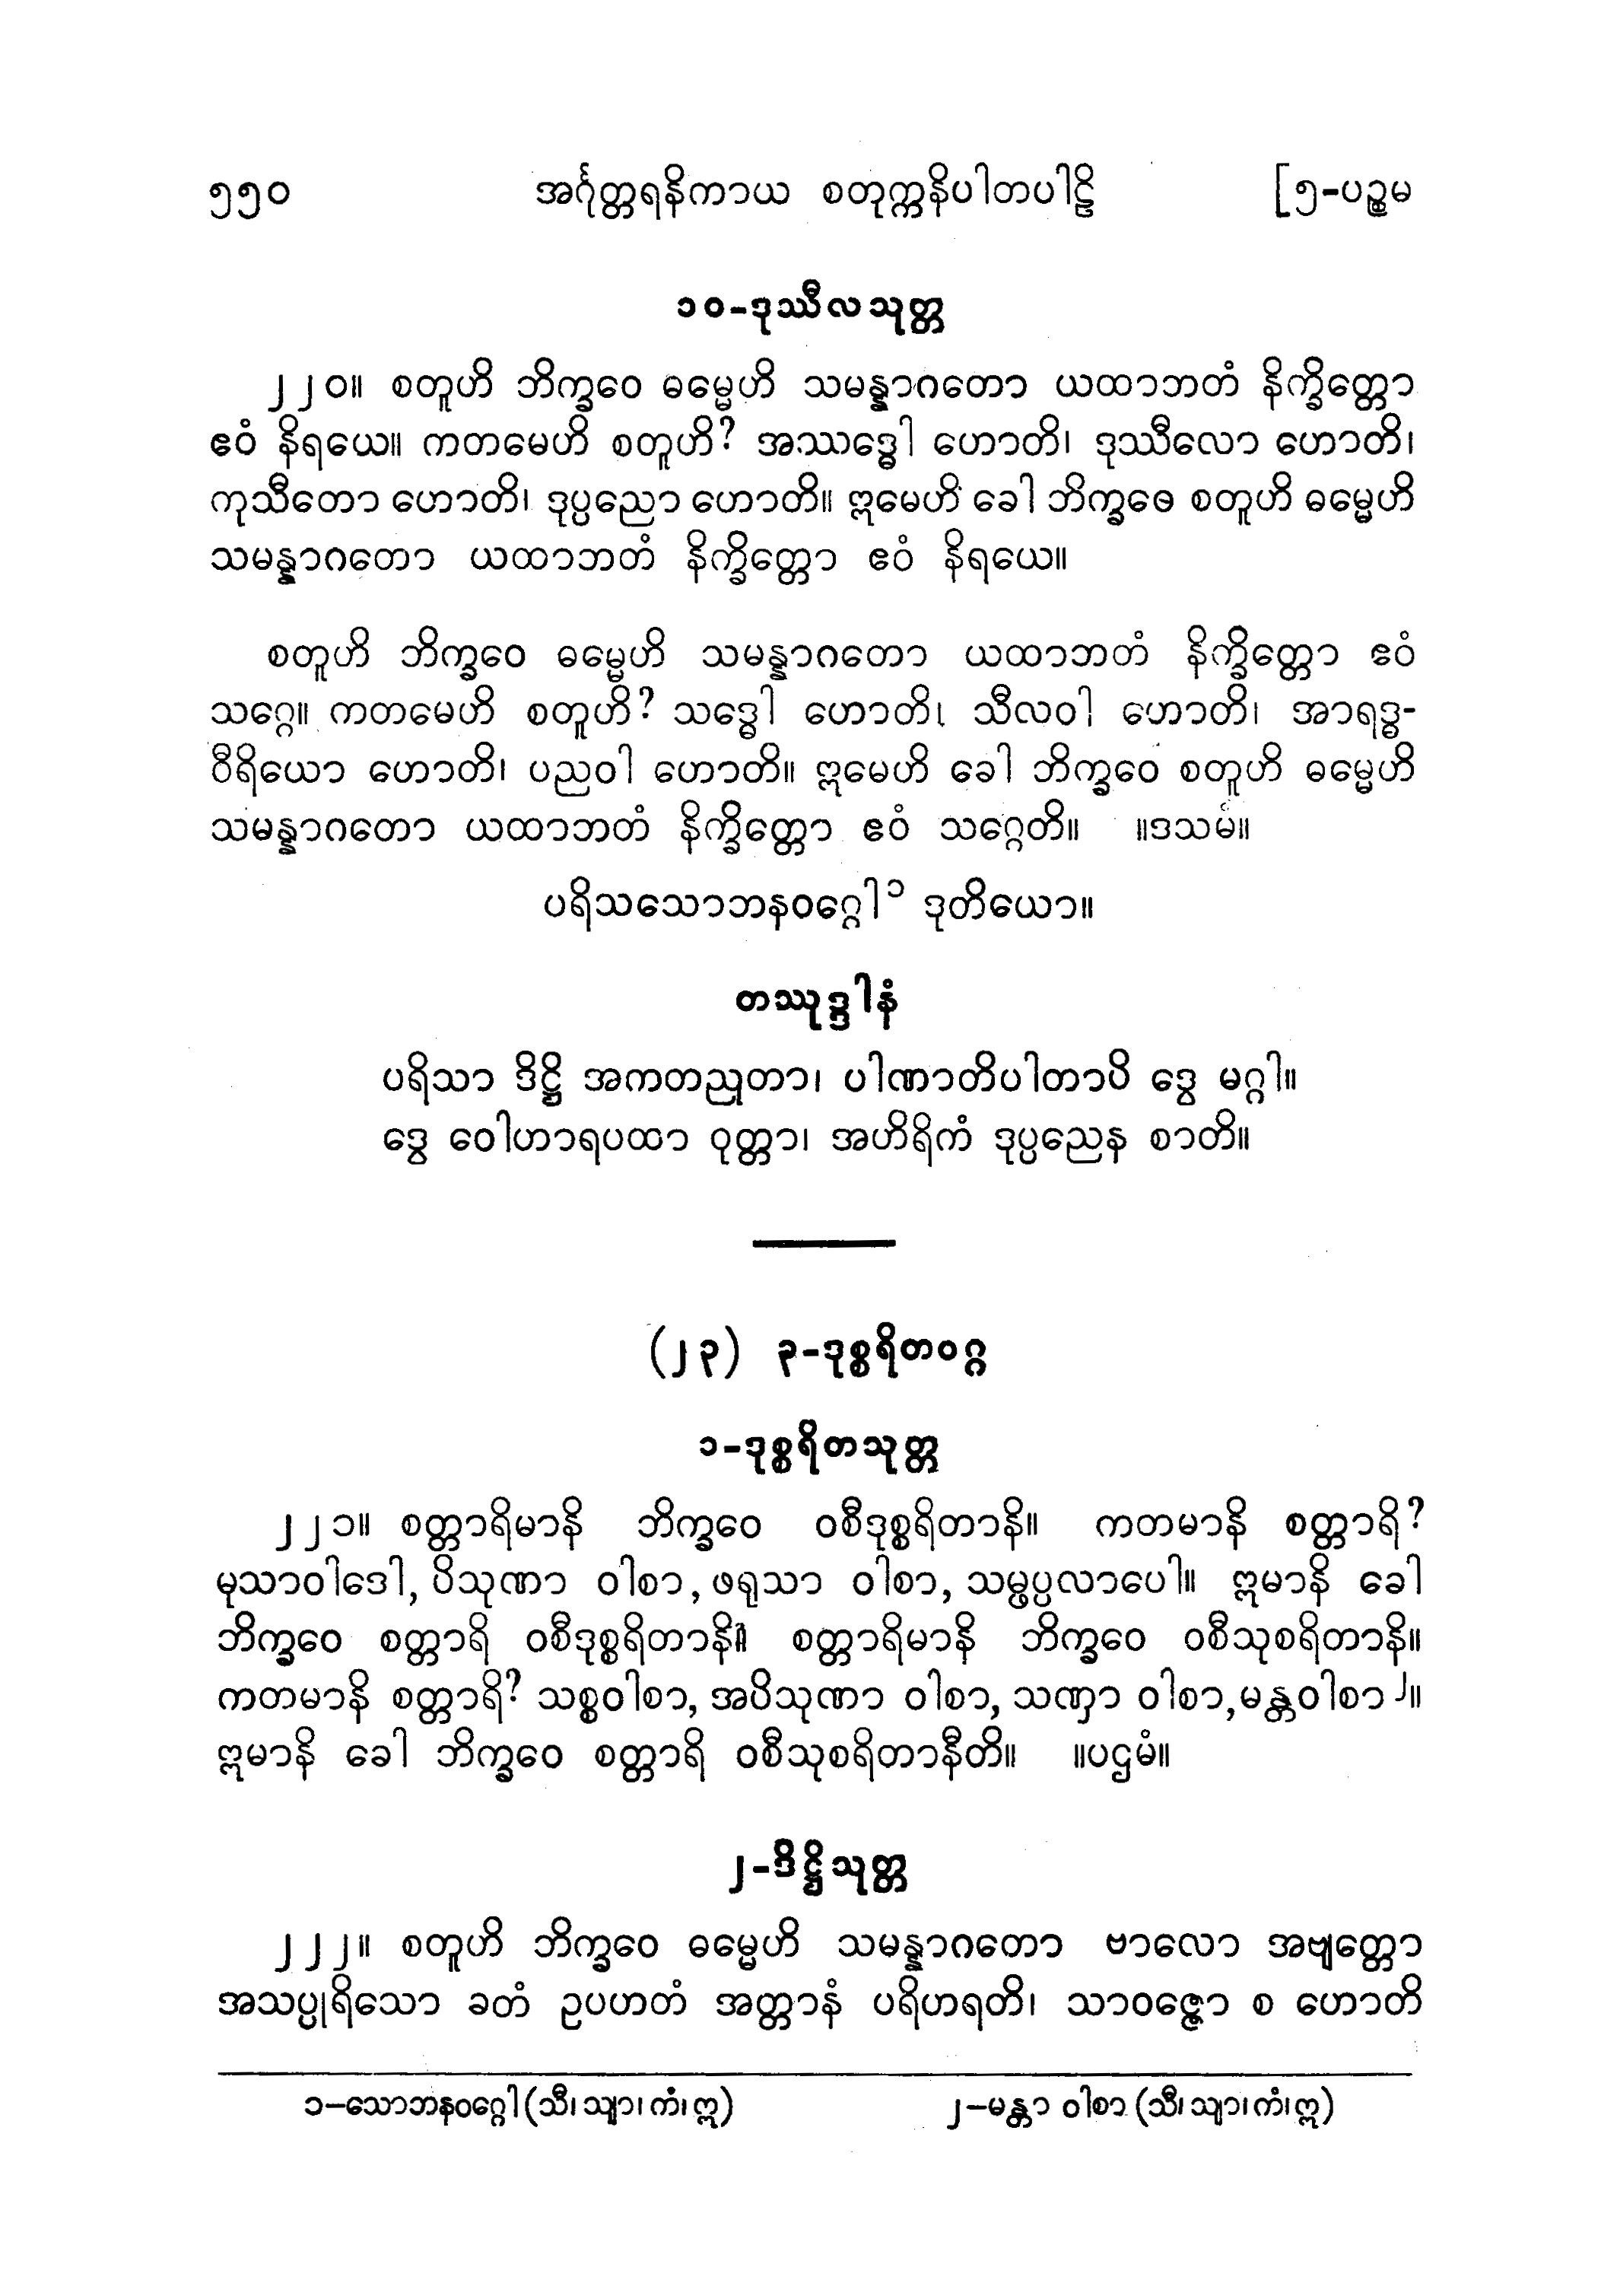 ၅၅၀ အင်္ဂုတ္တရနိကာယ စတုက္ကနိပါတပါဠိ [၅-ပဉ္စမ
၁၀-ဒုဿီလသုတ္တ
၂၂၀။ စတူဟိ ဘိက္ခဝေ ဓမ္မေဟိ သမန္နာဂတော ယထာဘတံ နိက္ခိတ္တော
ဧဝံ နိရယေ။ ကတမေဟိ စတူဟိ? အဿဒ္ဓေါ ဟောတိ၊ ဒုဿီလော ဟောတိ၊
ကုသီတော ဟောတိ၊ ဒုပ္ပညော ဟောတိ။ ဣမေဟိ ခေါ ဘိက္ခဝေ စတူဟိ ဓမ္မေဟိ
သမန္နာဂတော ယထာဘတံ နိက္ခိတ္တော ဧဝံ နိရယေ။
စတူဟိ ဘိက္ခဝေ ဓမ္မေဟိ သမန္နာဂတော ယထာဘတံ နိက္ခိတ္တော ဧဝံ
သဂ္ဂေ။ ကတမေဟိ စတူဟိ? သဒ္ဓေါ ဟောတိ၊ သီလဝါ ဟောတိ၊ အာရဒ္ဓ-
ဝီရိယော ဟောတိ၊ ပညဝါ ဟောတိ။ ဣမေဟိ ခေါ ဘိက္ခဝေ စတူဟိ ဓမ္မေဟိ
သမန္နာဂတော ယထာဘတံ နိက္ခိတ္တော ဧဝံ သဂ္ဂေတိ။ ။ဒသမံ။
ပရိသသောဘနဝဂ္ဂေါ၁ ဒုတိယော။
တဿုဒ္ဒါနံ
ပရိသာ ဒိဋ္ဌိ အကတညုတာ၊ ပါဏာတိပါတာပိ ဒွေ မဂ္ဂါ။
ဒွေ ဝေါဟာရပထာ ဝုတ္တာ၊ အဟိရိကံ ဒုပ္ပညေန စာတိ။
(၂၃) ၃-ဒုစ္စရိတဝဂ္ဂ
၁-ဒုစ္စရိတသုတ္တ
၂၂၁။ စတ္တာရိမာနိ ဘိက္ခဝေ ဝစီဒုစ္စရိတာနိ။ ကတမာနိ စတ္တာရိ?
မုသာဝါဒေါ, ပိသုဏာ ဝါစာ, ဖရုသာ ဝါစာ, သမ္ဖပ္ပလာပေါ။ ဣမာနိ ခေါ
ဘိက္ခဝေ စတ္တာရိ ဝစီဒုစ္စရိတာနိ။ စတ္တာရိမာနိ ဘိက္ခဝေ ဝစီသုစရိတာနိ။
ကတမာနိ စတ္တာရိ? သစ္စဝါစာ, အပိသုဏာ ဝါစာ, သဏှာ ဝါစာ,မန္တဝါစာ၂။
ဣမာနိ ခေါ ဘိက္ခဝေ စတ္တာရိ ဝစီသုစရိတာနီတိ။ ။ပဌမံ။
၂-ဒိဋ္ဌိသုတ္တ
၂၂၂။ စတူဟိ ဘိက္ခဝေ ဓမ္မေဟိ သမန္နာဂတော ဗာလော အဗျတ္တော
အသပ္ပုရိသော ခတံ ဥပဟတံ အတ္တာနံ ပရိဟရတိ၊ သာဝဇ္ဇော စ ဟောတိ
၁–သောဘနဝဂ္ဂေါ (သီ၊ သျာ၊ ကံ၊ ဣ) ၂–မန္တာ ဝါစာ (သီ၊ သျာ၊ ကံ၊ ဣ)